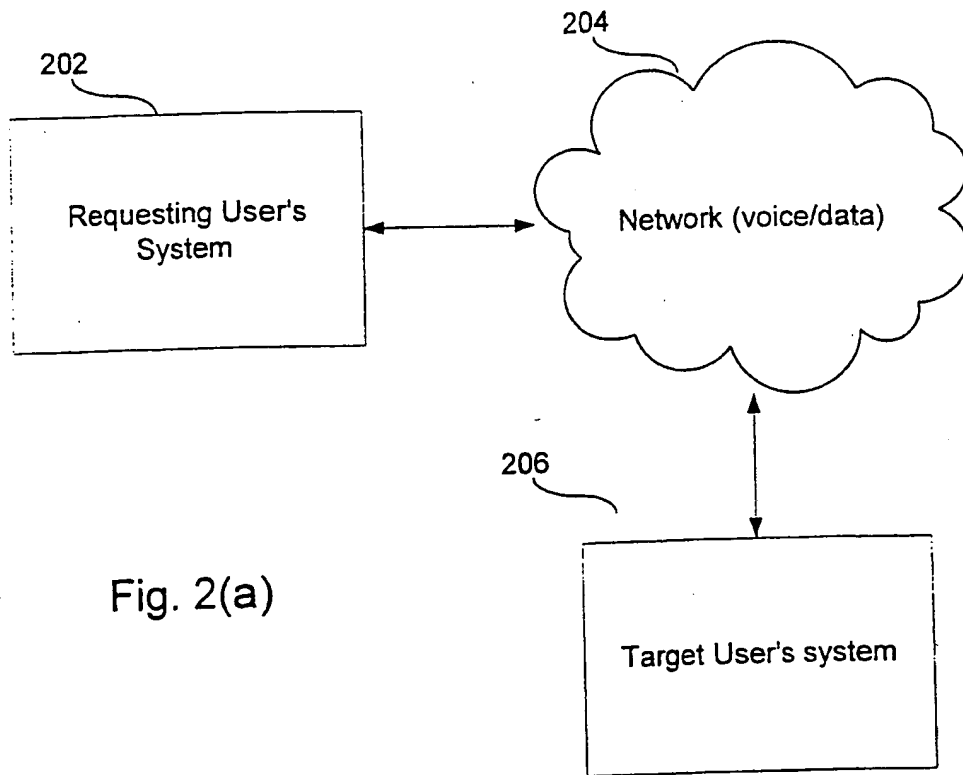 204
202
Requesting User's
System
Network (voice/data)
206
Fig. 2(a)
Target User's system